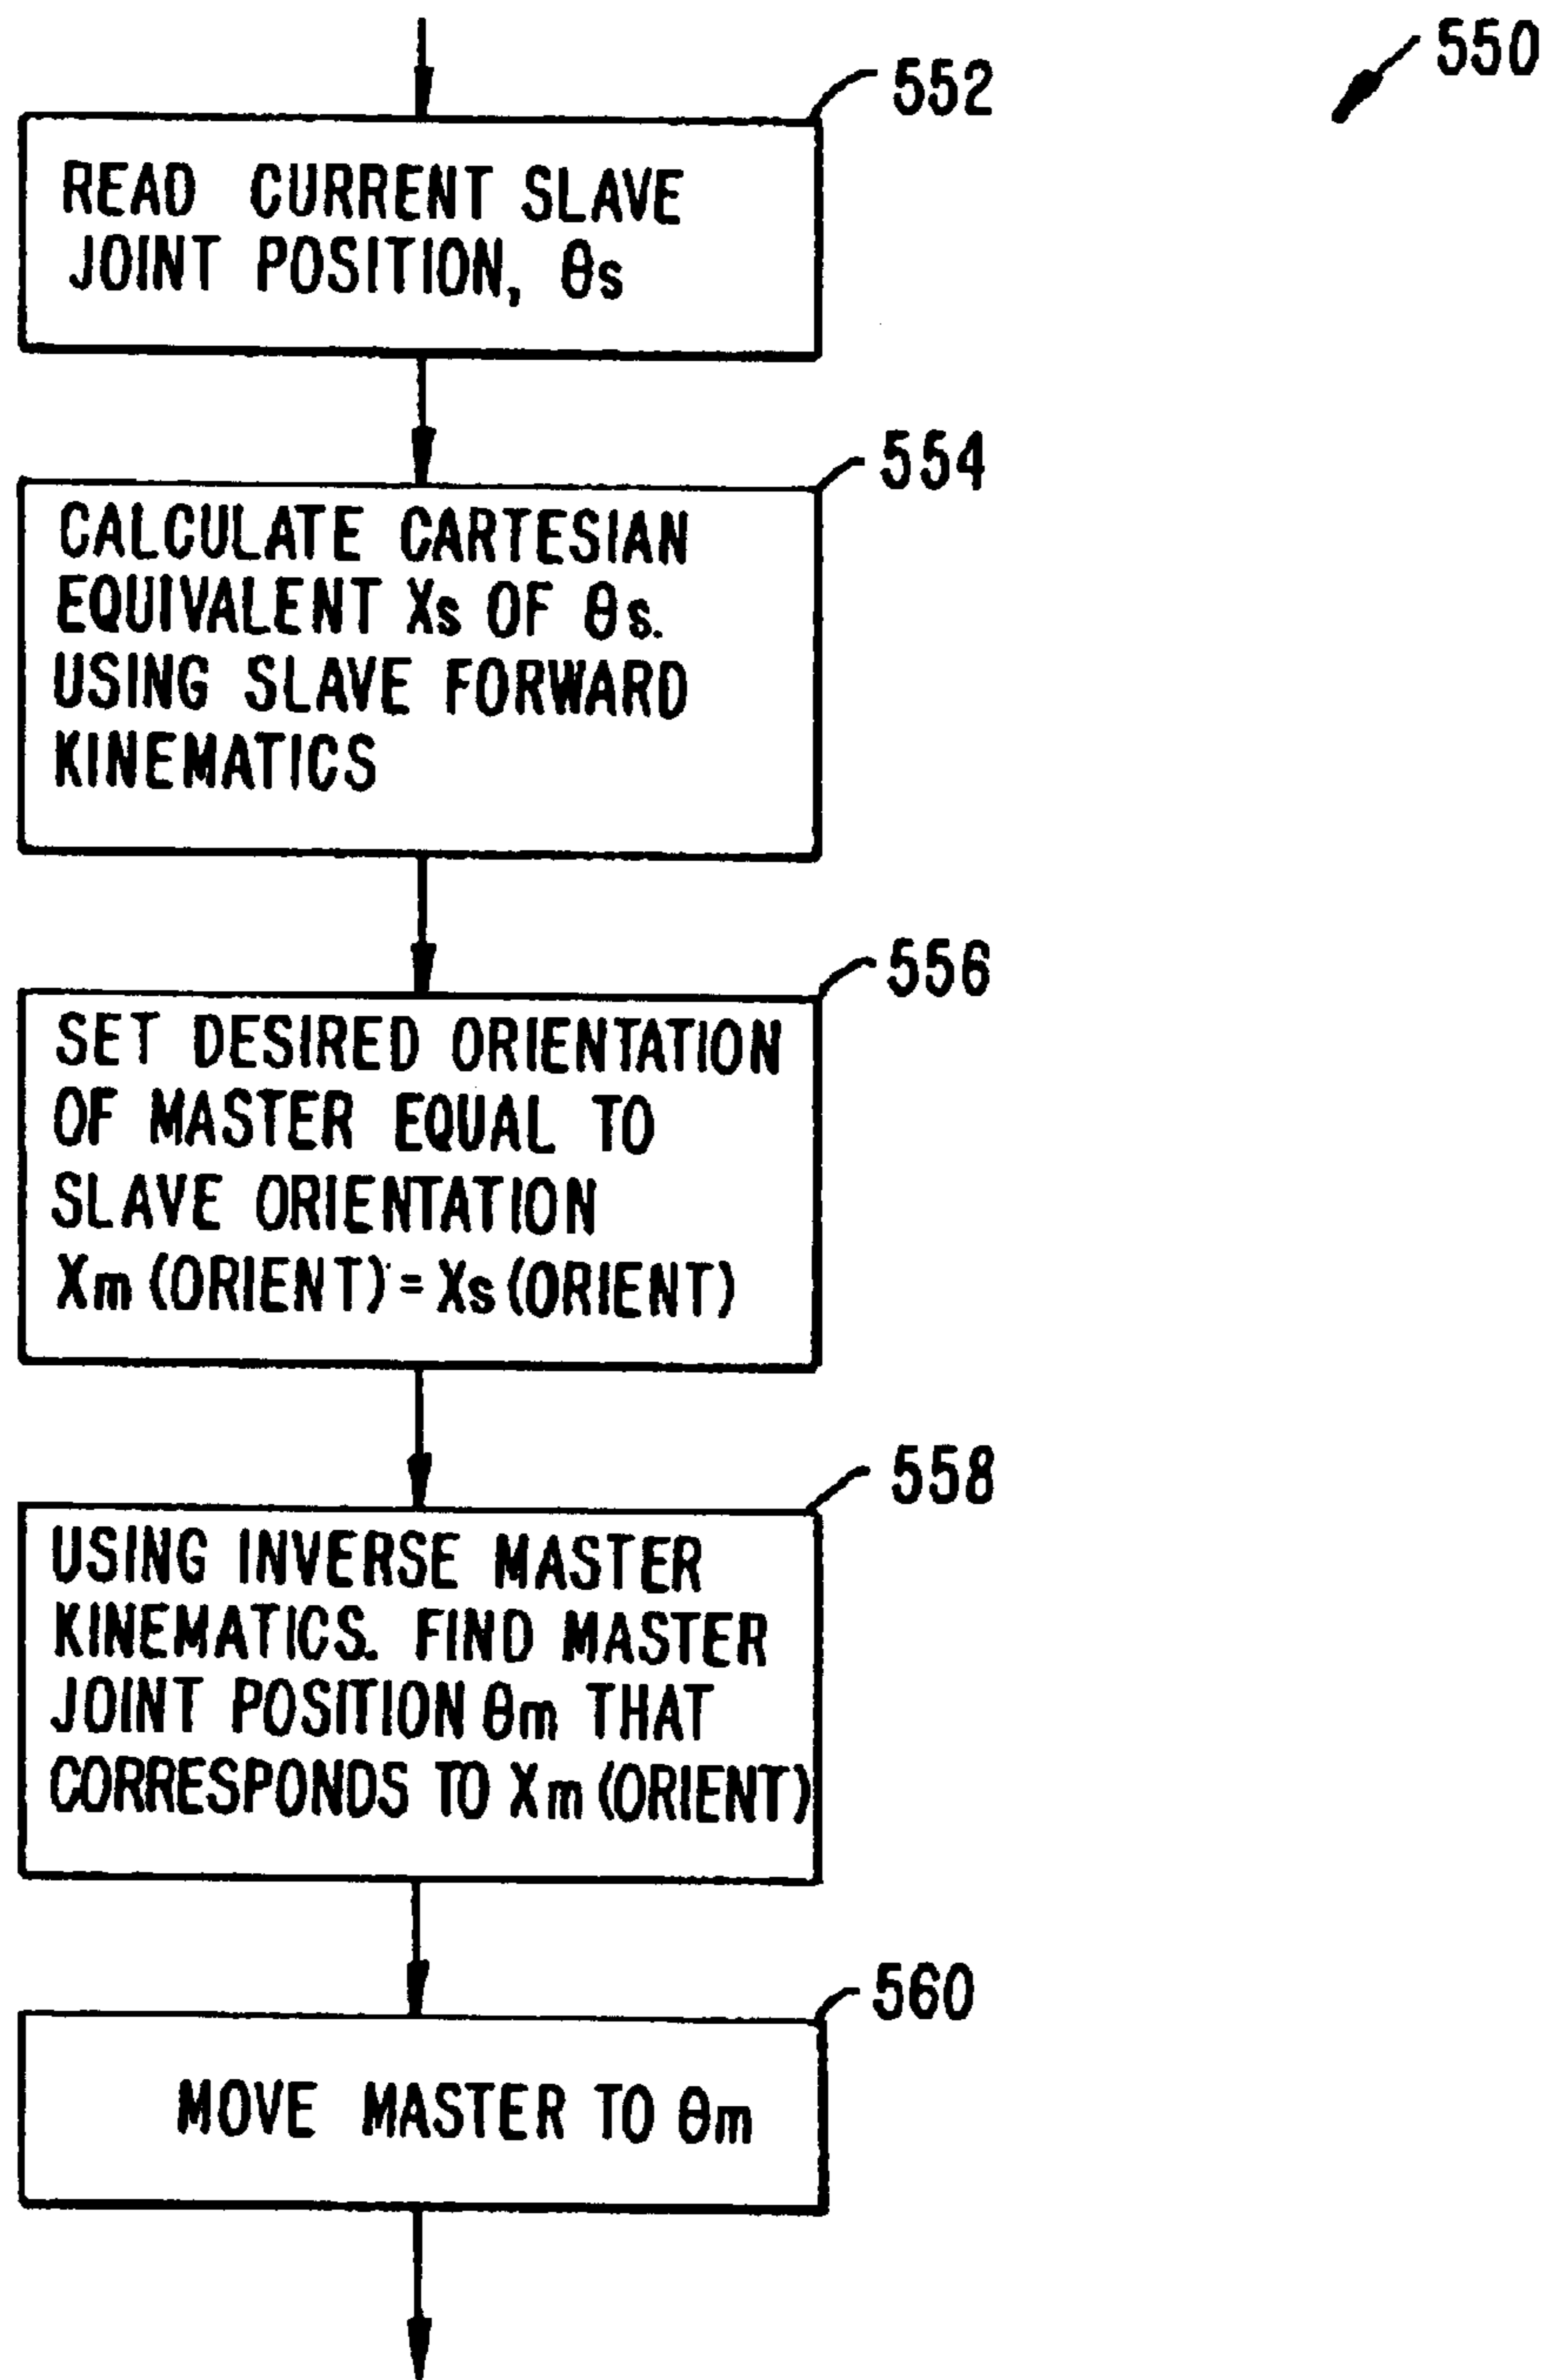 550
552
READ CURRENT SLAVE
JOINT POSITION, θs
554
CALCULATE CARTESIAN
EQUIVALENT Xs OF θs.
USING SLAVE FORWARD
KINEMATICS
556
SET DESIRED ORIENTATION
OF MASTER EQUAL TO
SLAVE ORIENTATION
Xm (ORIENT) = Xs (ORIENT)
558
USING INVERSE MASTER
KINEMATICS. FIND MASTER
JOINT POSITION θm THAT
CORRESPONDS TO Xm (ORIENT)
560
MOVE MASTER TO θm